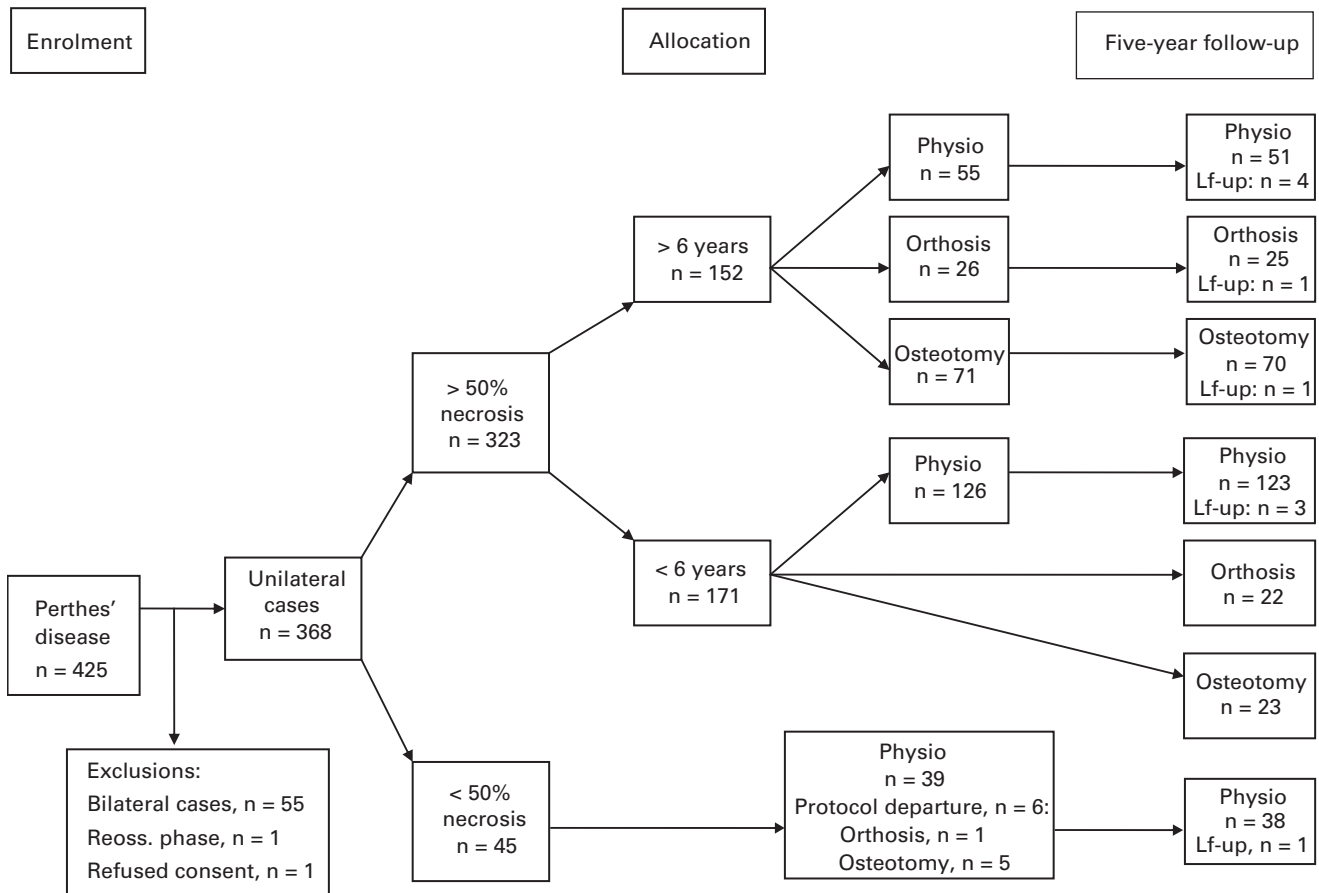 Enrolment
Allocation
Five-year follow-up
Perthes’
disease
n = 425
Exclusions:
Bilateral cases, n = 55
Reoss. phase, n = 1
Refused consent, n = 1
Unilateral
cases
n = 368
> 50%
necrosis
n = 323
< 50%
necrosis
n = 45
> 6 years
n = 152
< 6 years
n = 171
Physio
n = 55
Orthosis
n = 26
Osteotomy
n = 71
Physio
n = 126
Physio
n = 39
Protocol departure, n = 6:
Orthosis, n = 1
Osteotomy, n = 5
Physio
n = 51
Lf-up: n = 4
Orthosis
n = 25
Lf-up: n = 1
Osteotomy
n = 70
Lf-up: n = 1
Physio
n = 123
Lf-up: n = 3
Orthosis
n = 22
Osteotomy
n = 23
Physio
n = 38
Lf-up, n = 1